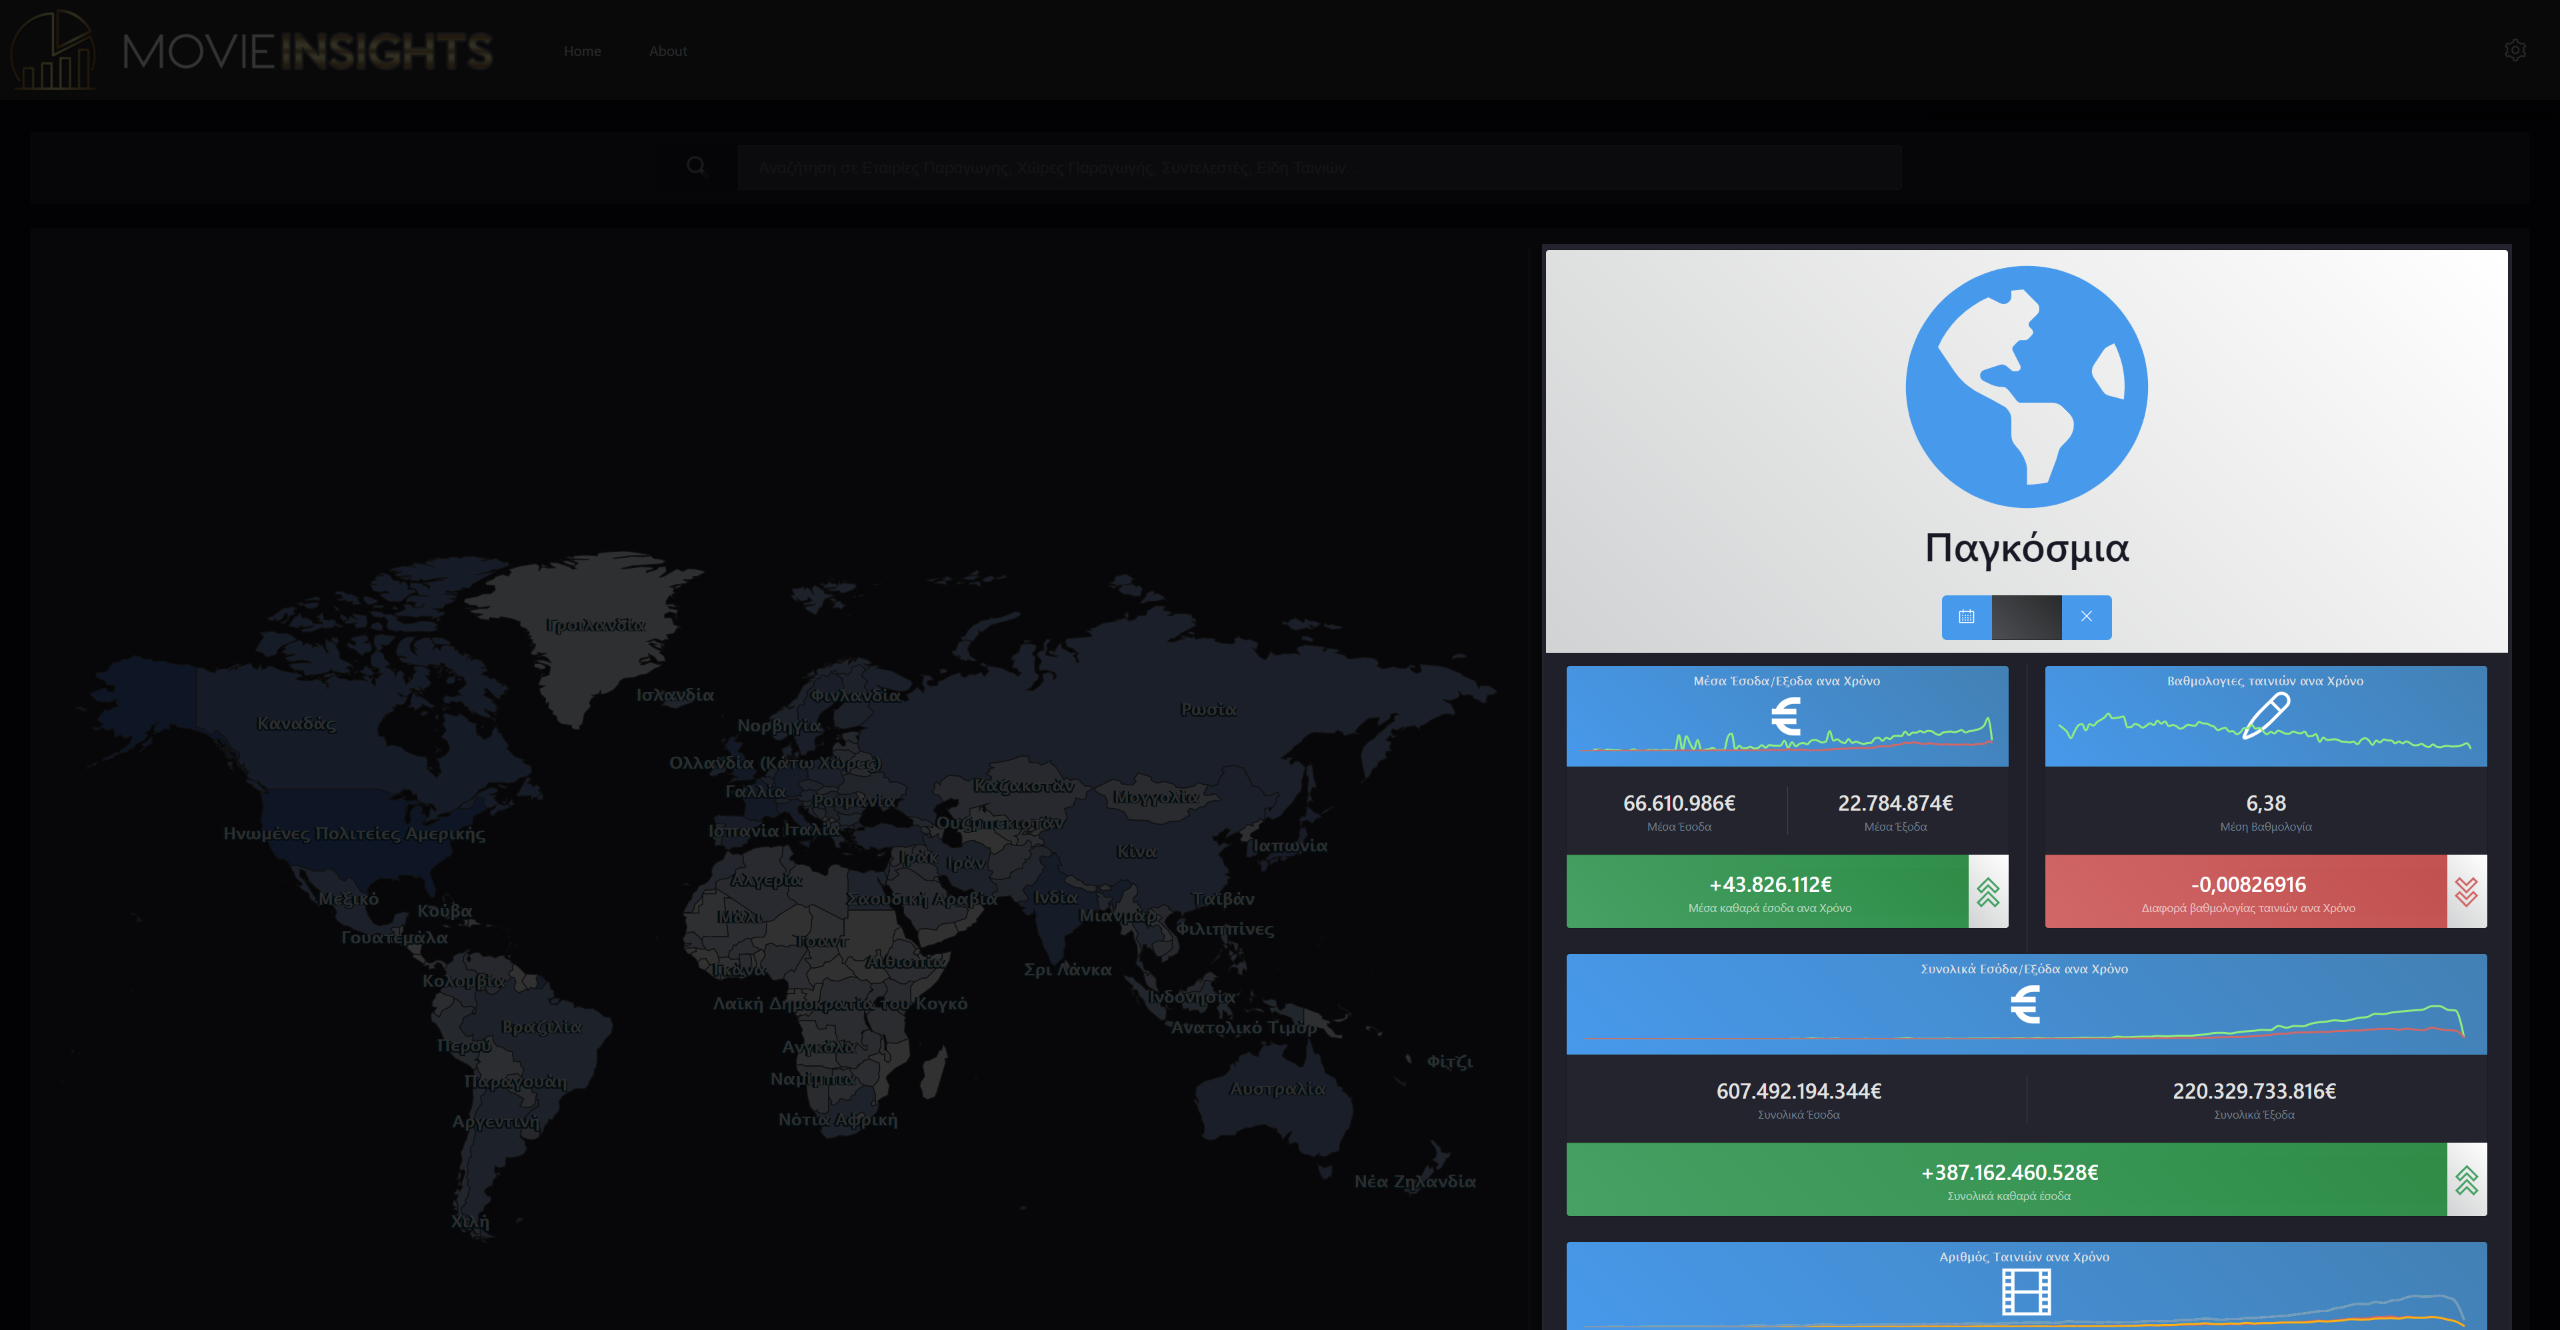 MOVIE INSIGHTS
Home
About
Αναζήτηση σε Εταιρίες Παραγωγής, Χώρες Παραγωγής, Συντελεστές, Είδη Ταινιών...
Γροιλανδία
Ισλανδία
Φινλανδία
Καναδάς
Νορβηγία
Ρωσία
Ολλανδία (Κάτω Χώρες)
Γαλλία
Ρουμανία
Καζακστάν
Μογγολία
Ηνωμένες Πολιτείες Αμερικής
Ισπανία
Ιταλία
Ουζμπεκιστάν
Ιαπωνία
Ιράκ
Ιράν
Κίνα
Αλγερία
Μεξικό
Κούβα
Σαουδική Αραβία
Ινδία
Ταϊβάν
Μάλι
Μιανμάρ
Γουατεμάλα
Τσαντ
Φιλιππίνες
Κολομβία
Γκάνα
Αιθιοπία
Σρι Λάνκα
Λαϊκή Δημοκρατία του Κογκό
Ινδονησία
Βραζιλία
Ανατολικό Τιμόρ
Περού
Ανγκόλα
Φίτζι
Παραγουάη
Ναμίμπια
Αυστραλία
Αργεντινή
Νότια Αφρική
Νέα Ζηλανδία
Χιλή
Παγκόσμια
Μέσα Έσοδα/Εξοδα ανα Χρόνο
66.610.986€
Μέσα Έσοδα
22.784.874€
Μέσα Έξοδα
+43.826.112€
Μέσα καθαρά έσοδα ανα Χρόνο
Βαθμολογιες ταινιών ανα Χρόνο
6,38
Μέση Βαθμολογία
-0,00826916
Διαφορά βαθμολογίας ταινιών ανα Χρόνο
Συνολικά Εσόδα/Εξόδα ανα Χρόνο
607.492.194.344€
Συνολικά Έσοδα
220.329.733.816€
Συνολικά Έξοδα
+387.162.460.528€
Συνολικά καθαρά έσοδα
Αριθμός Ταινιών ανα Χρόνο